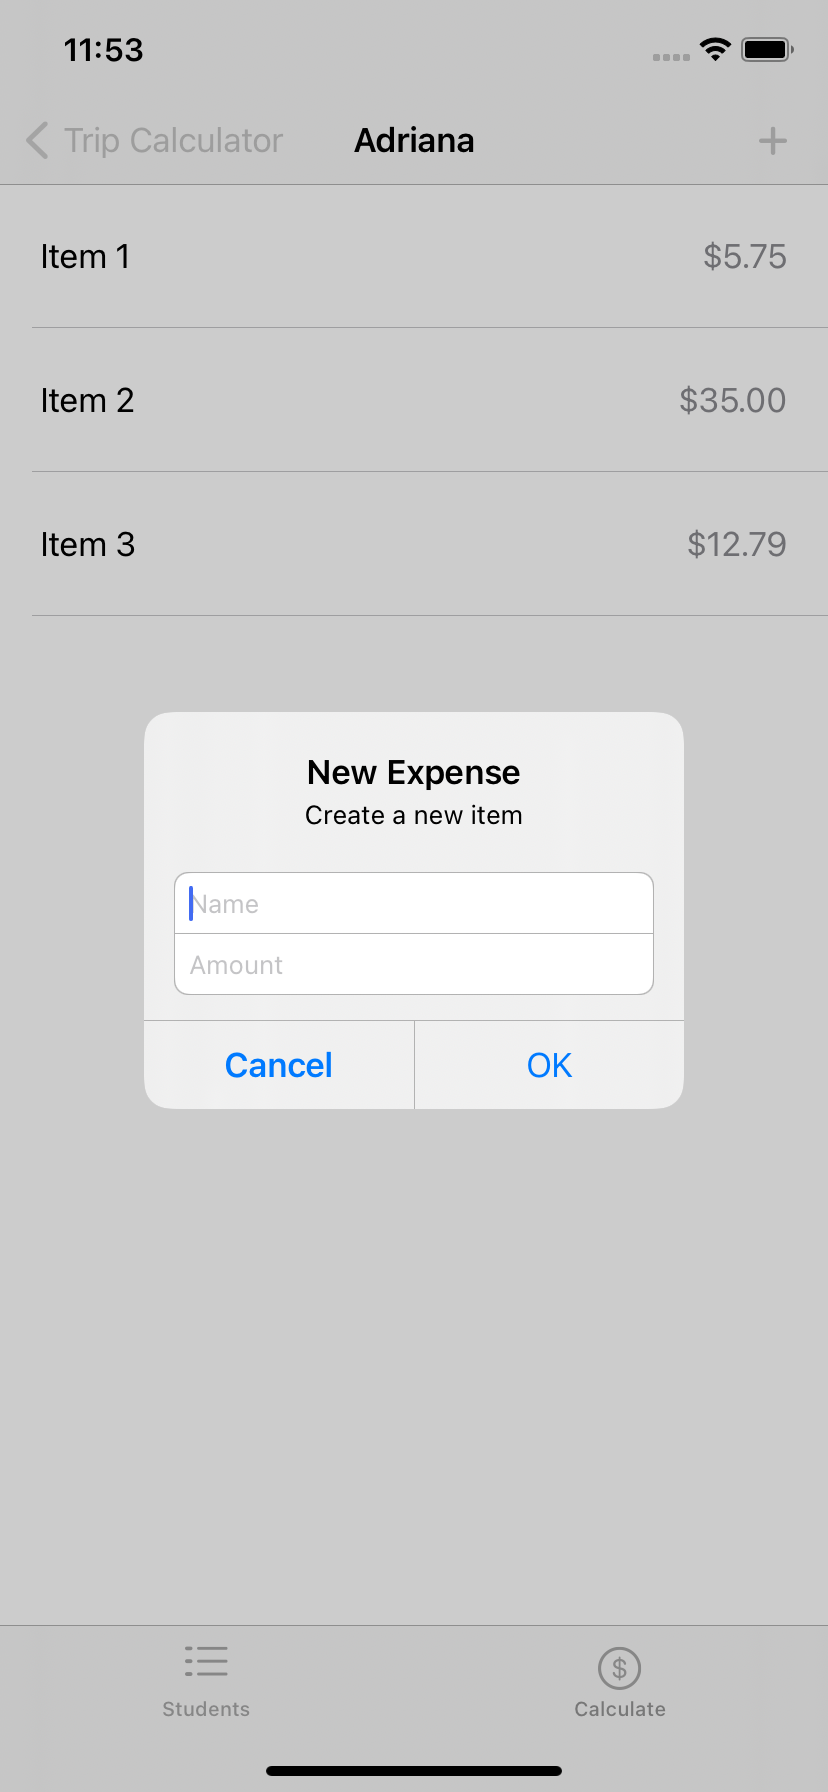 11:53
Trip Calculator Adriana +
Item 1 $5.75
Item 2 $35.00
Item 3 $12.79
New Expense
Create a new item
Name
Amount
Cancel OK
$
Students Calculate